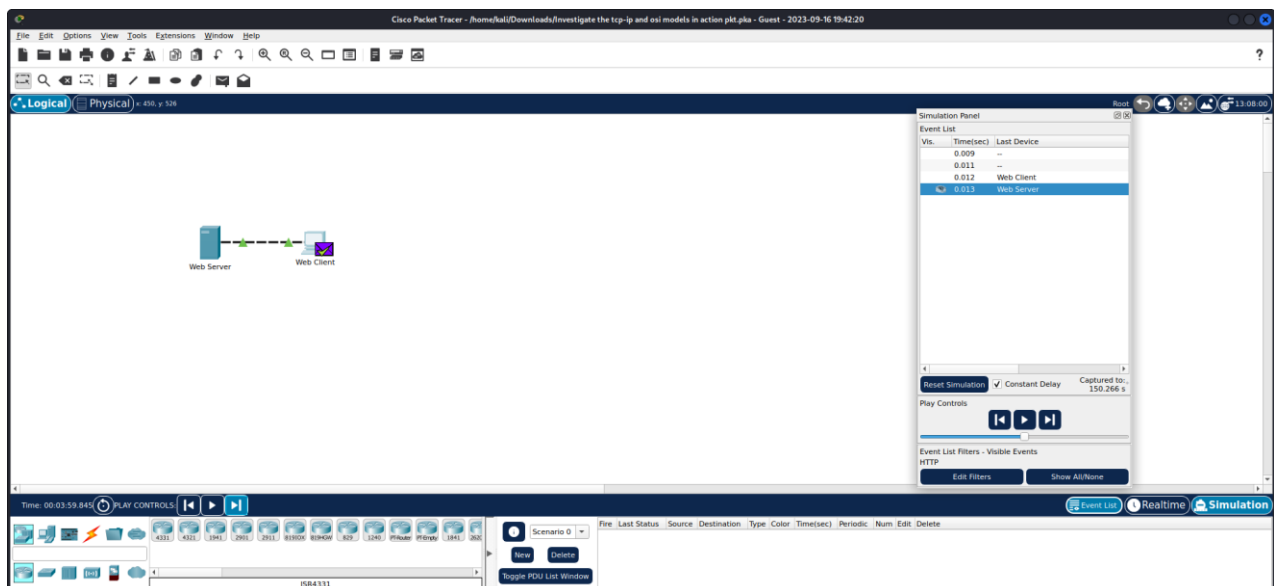 Cisco Packet Tracer - /home/kali/Downloads/Investigate the tcp-ip and osi models in action pkt.pka - Guest - 2023-09-16 19:42:20
File Edit Options View Tools Extensions Window Help
?
Logical Physical x: 450, y: 526 Root 13:08:00
Simulation Panel
Event List
Vis. Time(sec) Last Device
0.009 --
0.011 --
0.012 Web Client
0.013 Web Server
Web Server
Web Client
Reset Simulation Constant Delay Captured to:
150.266 s
Play Controls
Event List Filters - Visible Events
HTTP
Edit Filters Show All/None
Time: 00:03:59.845 PLAY CONTROLS: Event List Realtime Simulation
Fire Last Status Source Destination Type Color Time(sec) Periodic Num Edit Delete
Scenario 0
4331 4321 1941 2901 2911 819IOX 819HGW 829 1240 PT-Router PT-Empty 1841
New Delete
Toggle PDU List Window
ISR4331